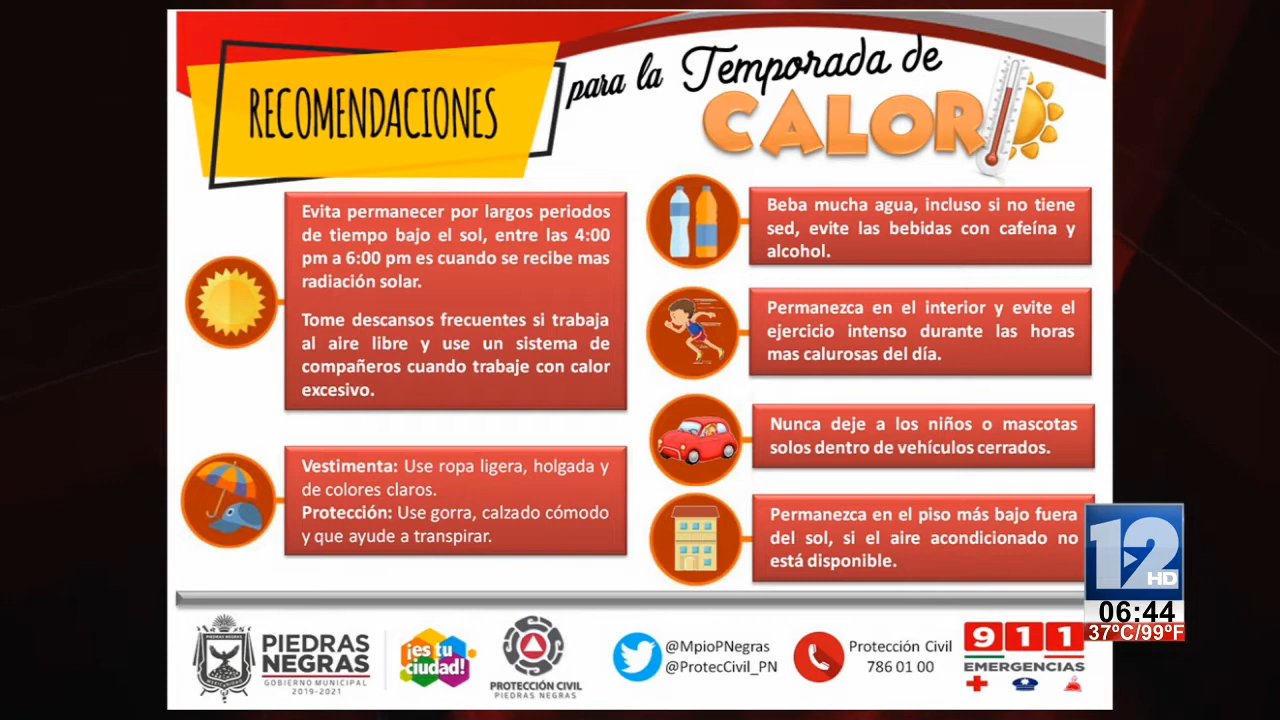 RECOMENDACIONES
para la Temporada de
CALOR
Evita permanecer por largos periodos
de tiempo bajo el sol, entre las 4:00
pm a 6:00 pm es cuando se recibe mas
radiación solar.
Tome descansos frecuentes si trabaja
al aire libre y use un sistema de
compañeros cuando trabaje con calor
excesivo.
Vestimenta: Use ropa ligera, holgada y
de colores claros.
Protección: Use gorra, calzado cómodo
y que ayude a transpirar.
Beba mucha agua, incluso si no tiene
sed, evite las bebidas con cafeína y
alcohol.
Permanezca en el interior y evite el
ejercicio intenso durante las horas
mas calurosas del día.
Nunca deje a los niños o mascotas
solos dentro de vehículos cerrados.
Permanezca en el piso más bajo fuera
del sol, si el aire acondicionado no
está disponible.
12
HD
06:44
37ºC/99ºF
PIEDRAS NEGRAS
PIEDRAS
NEGRAS
GOBIERNO MUNICIPAL
2019-2021
¡es tu
ciudad!
PROTECCIÓN CIVIL
PIEDRAS NEGRAS
@MpioPNegras
@ProtecCivil_PN
Protección Civil
786 01 00
911
EMERGENCIAS